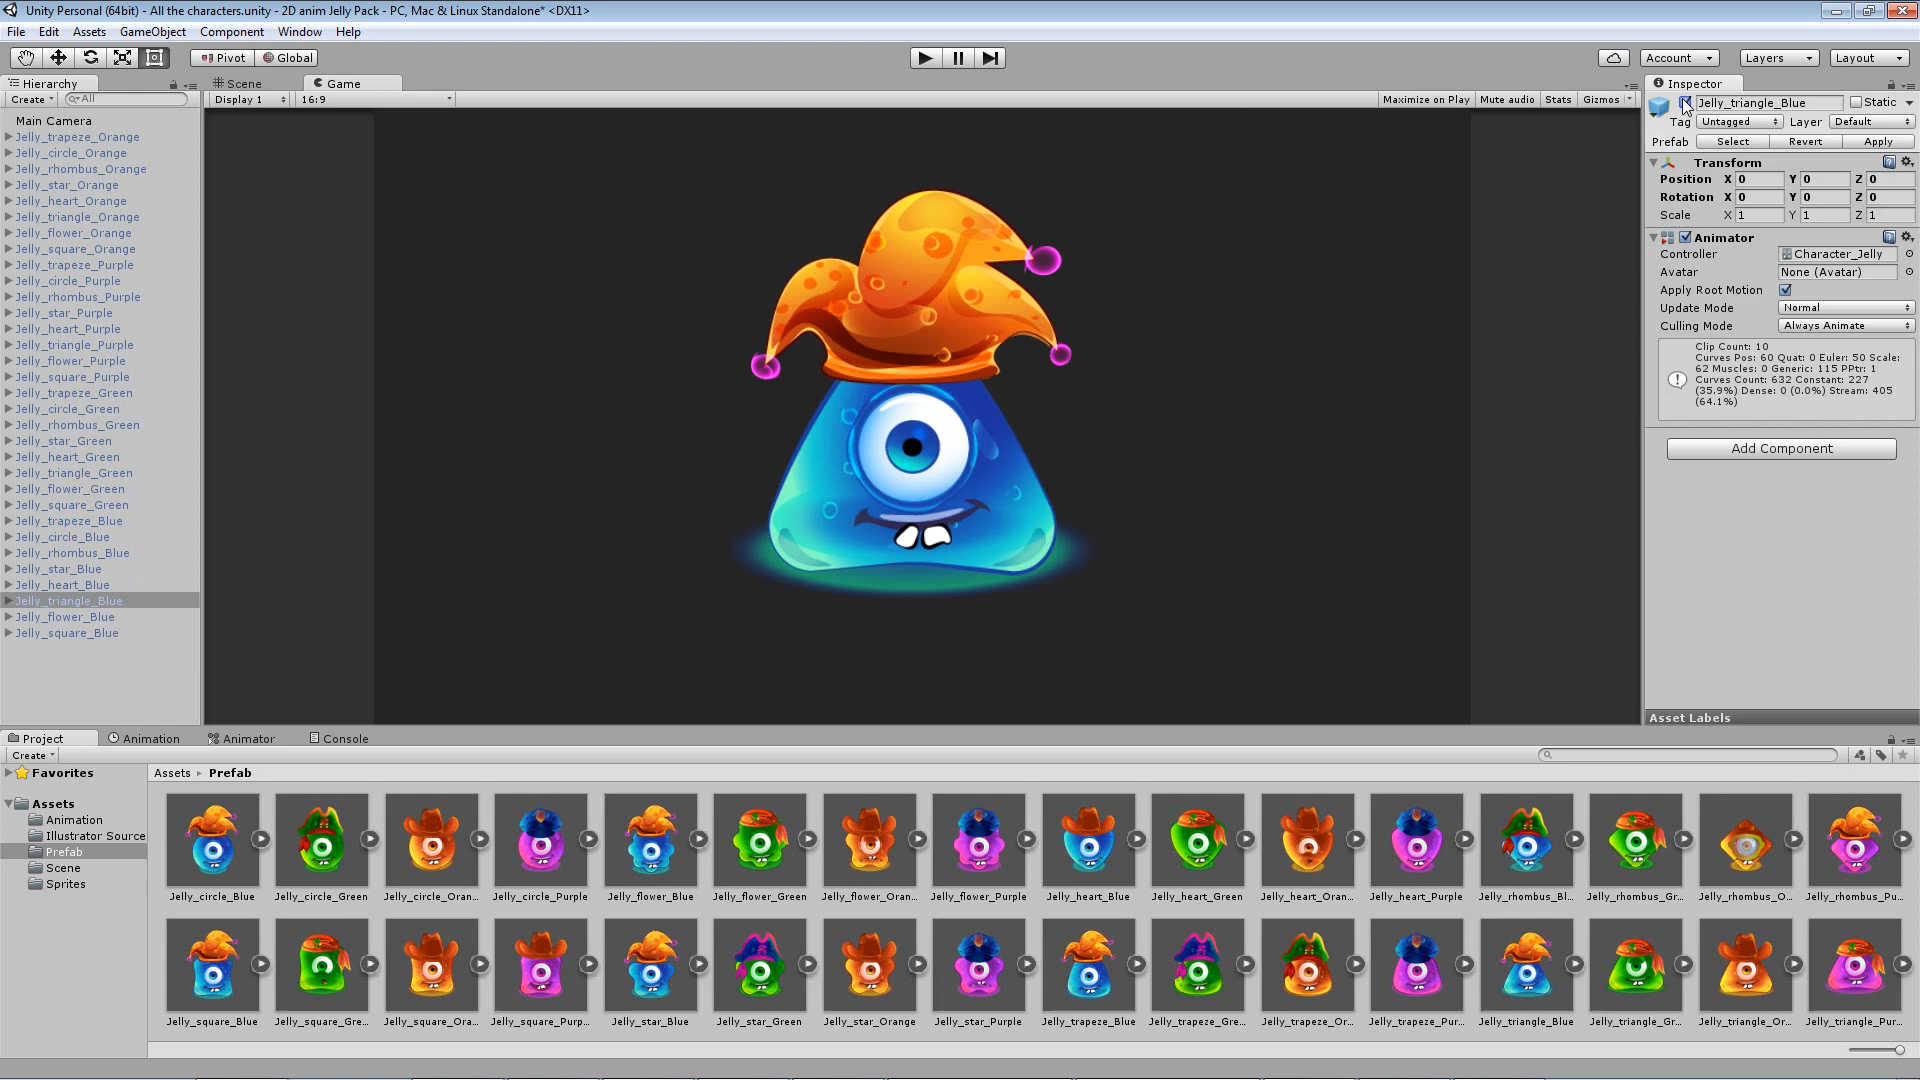 Unity Personal (64bit) - All the characters.unity - 2D anim Jelly Pack - PC, Mac & Linux Standalone* <DX11>
File Edit Assets GameObject Component Window Help
Pivot Global Account Layers Layout
Hierarchy
Create All
Main Camera
Jelly_trapeze_Orange
Jelly_circle_Orange
Jelly_rhombus_Orange
Jelly_star_Orange
Jelly_heart_Orange
Jelly_triangle_Orange
Jelly_flower_Orange
Jelly_square_Orange
Jelly_trapeze_Purple
Jelly_circle_Purple
Jelly_rhombus_Purple
Jelly_star_Purple
Jelly_heart_Purple
Jelly_triangle_Purple
Jelly_flower_Purple
Jelly_square_Purple
Jelly_trapeze_Green
Jelly_circle_Green
Jelly_rhombus_Green
Jelly_star_Green
Jelly_heart_Green
Jelly_triangle_Green
Jelly_flower_Green
Jelly_square_Green
Jelly_trapeze_Blue
Jelly_circle_Blue
Jelly_rhombus_Blue
Jelly_star_Blue
Jelly_heart_Blue
Jelly_triangle_Blue
Jelly_flower_Blue
Jelly_square_Blue
Scene Game
Display 1 16:9 Maximize on Play Mute audio Stats Gizmos
Inspector
Jelly_triangle_Blue Static
Tag Untagged Layer Default
Prefab Select Revert Apply
Transform
Position X 0 Y 0 Z 0
Rotation X 0 Y 0 Z 0
Scale X 1 Y 1 Z 1
Animator
Controller Character_Jelly
Avatar None (Avatar)
Apply Root Motion
Update Mode Normal
Culling Mode Always Animate
Clip Count: 10
Curves Pos: 60 Quat: 0 Euler: 50 Scale:
62 Muscles: 0 Generic: 115 PPtr: 1
Curves Count: 632 Constant: 227
(35.9%) Dense: 0 (0.0%) Stream: 405
(64.1%)
Add Component
Asset Labels
Project Animation Animator Console
Create
Favorites
Assets
Animation
Illustrator Source
Prefab
Scene
Sprites
Assets Prefab
Jelly_circle_Blue Jelly_circle_Green Jelly_circle_Oran... Jelly_circle_Purple Jelly_flower_Blue Jelly_flower_Green Jelly_flower_Oran... Jelly_flower_Purple Jelly_heart_Blue Jelly_heart_Green Jelly_heart_Oran... Jelly_heart_Purple Jelly_rhombus_Bl... Jelly_rhombus_Gr... Jelly_rhombus_O... Jelly_rhombus_Pu...
Jelly_square_Blue Jelly_square_Gre... Jelly_square_Ora... Jelly_square_Purp... Jelly_star_Blue Jelly_star_Green Jelly_star_Orange Jelly_star_Purple Jelly_trapeze_Blue Jelly_trapeze_Gre... Jelly_trapeze_Or... Jelly_trapeze_Pur... Jelly_triangle_Blue Jelly_triangle_Gr... Jelly_triangle_Or... Jelly_triangle_Pur...